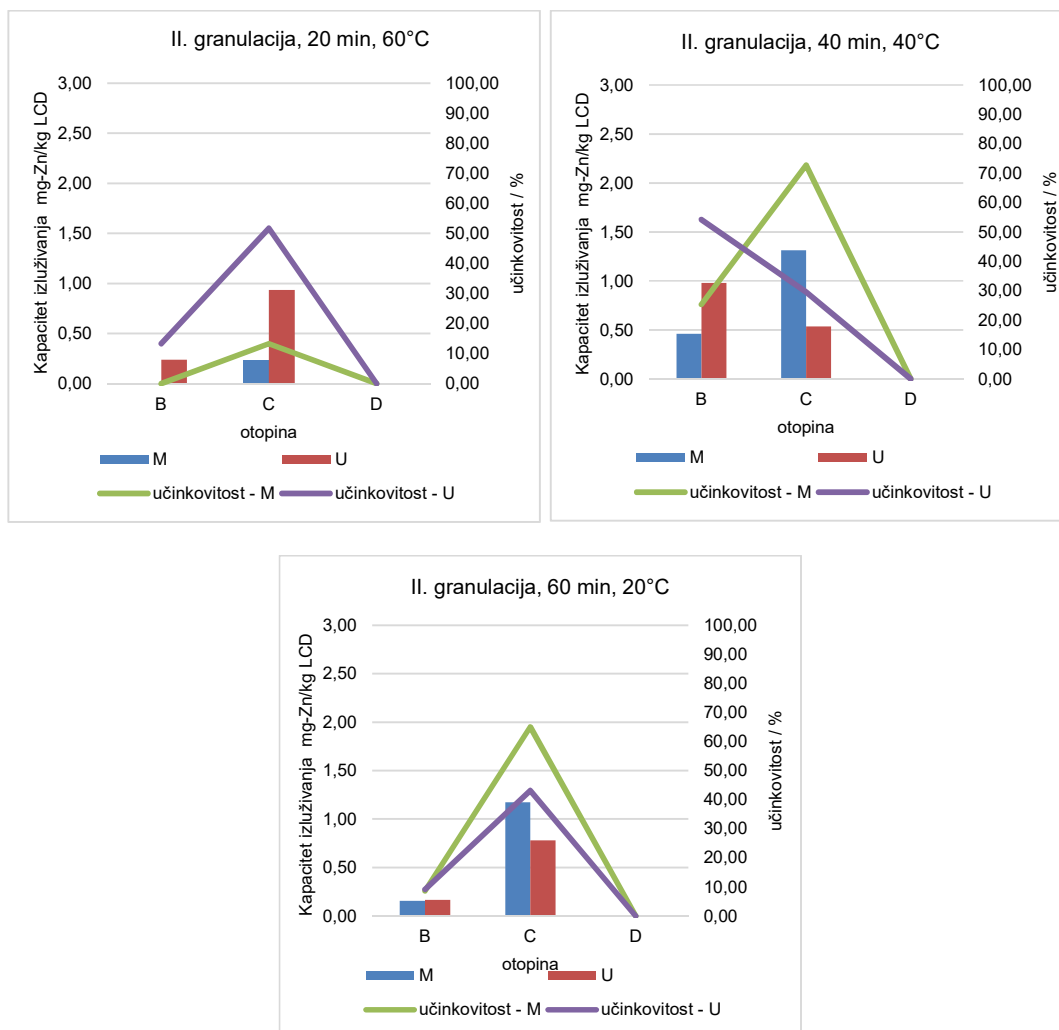 II. granulacija, 20 min, 60°C
Kapacitet izluživanja mg-Zn/kg LCD
3,00
2,50
2,00
1,50
1,00
0,50
0,00
100,00
90,00
80,00
70,00
60,00
50,00
40,00
30,00
20,00
10,00
0,00
učinkovitost / %
B C D
otopina
M U
učinkovitost - M učinkovitost - U
II. granulacija, 40 min, 40°C
Kapacitet izluživanja mg-Zn/kg LCD
3,00
2,50
2,00
1,50
1,00
0,50
0,00
100,00
90,00
80,00
70,00
60,00
50,00
40,00
30,00
20,00
10,00
0,00
učinkovitost / %
B C D
otopina
M U
učinkovitost - M učinkovitost - U
II. granulacija, 60 min, 20°C
Kapacitet izluživanja mg-Zn/kg LCD
3,00
2,50
2,00
1,50
1,00
0,50
0,00
100,00
90,00
80,00
70,00
60,00
50,00
40,00
30,00
20,00
10,00
0,00
učinkovitost / %
B C D
otopina
M U
učinkovitost - M učinkovitost - U